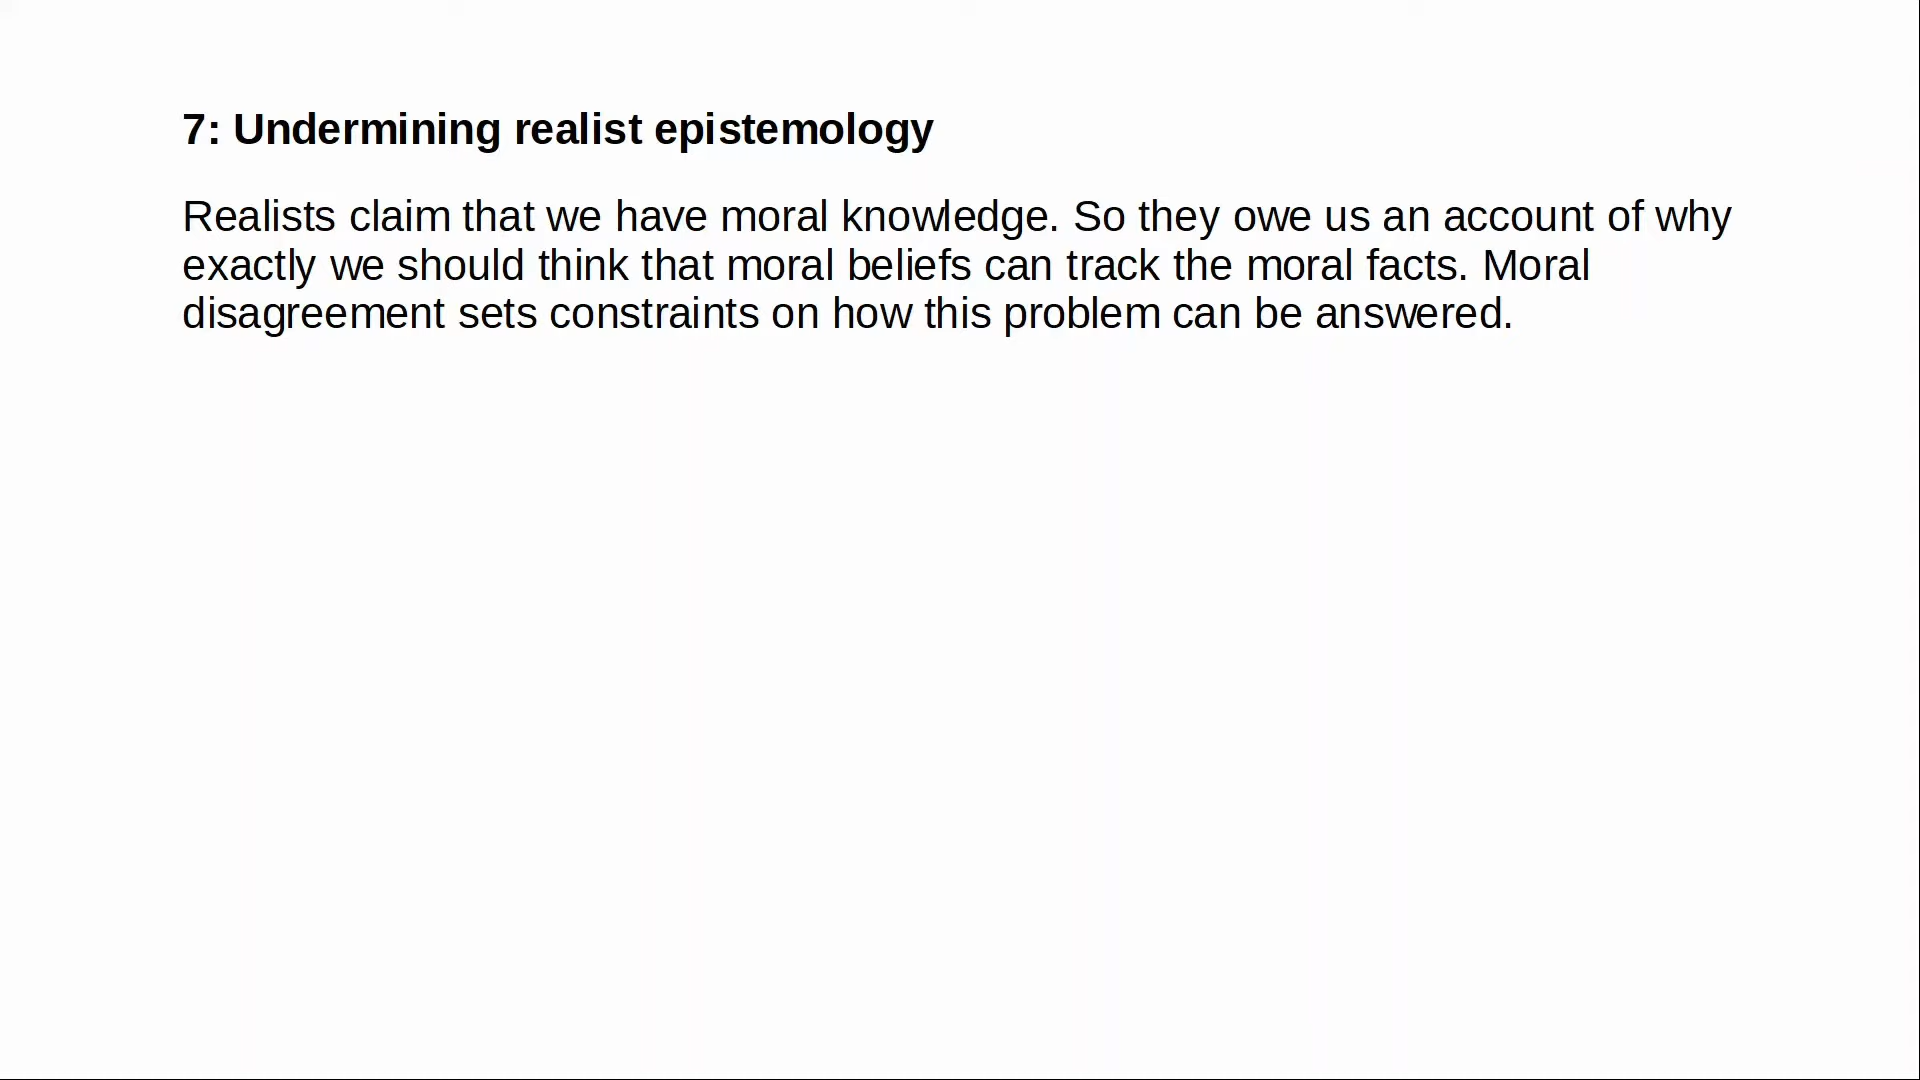 7: Undermining realist epistemology
Realists claim that we have moral knowledge. So they owe us an account of why
exactly we should think that moral beliefs can track the moral facts. Moral
disagreement sets constraints on how this problem can be answered.